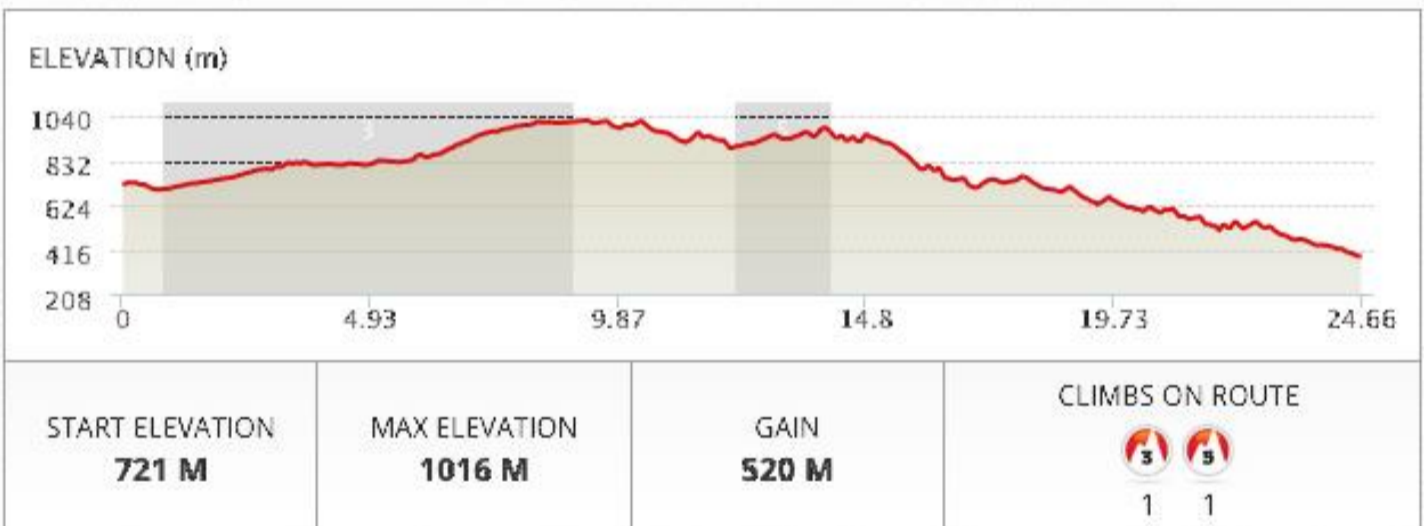 ELEVATION (m)
1040
832
624
416
208
3
0 4.93 9.87 14.8 19.73 24.66
START ELEVATION
721 M
MAX ELEVATION
1016 M
GAIN
520 M
CLIMBS ON ROUTE
3 5
1 1